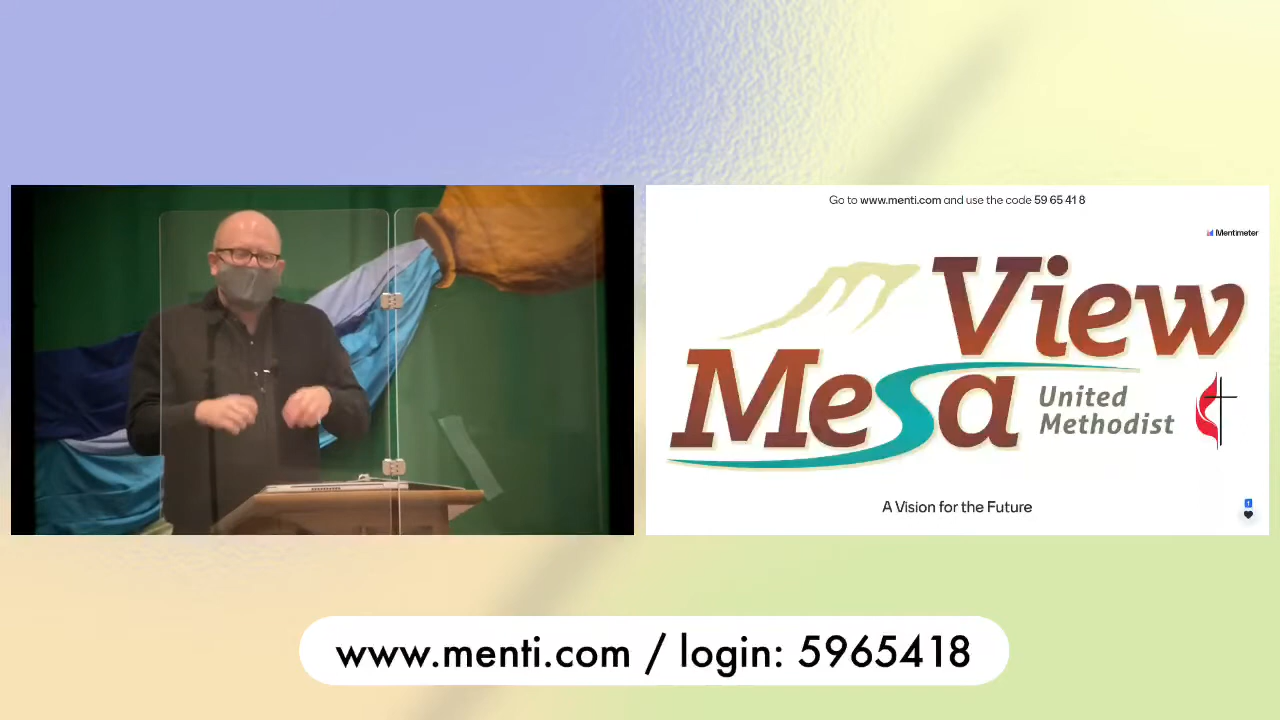 Go to www.menti.com and use the code 59 65 41 8
Mentimeter
View
Mesa
United
Methodist
A Vision for the Future
1
www.menti.com / login: 5965418